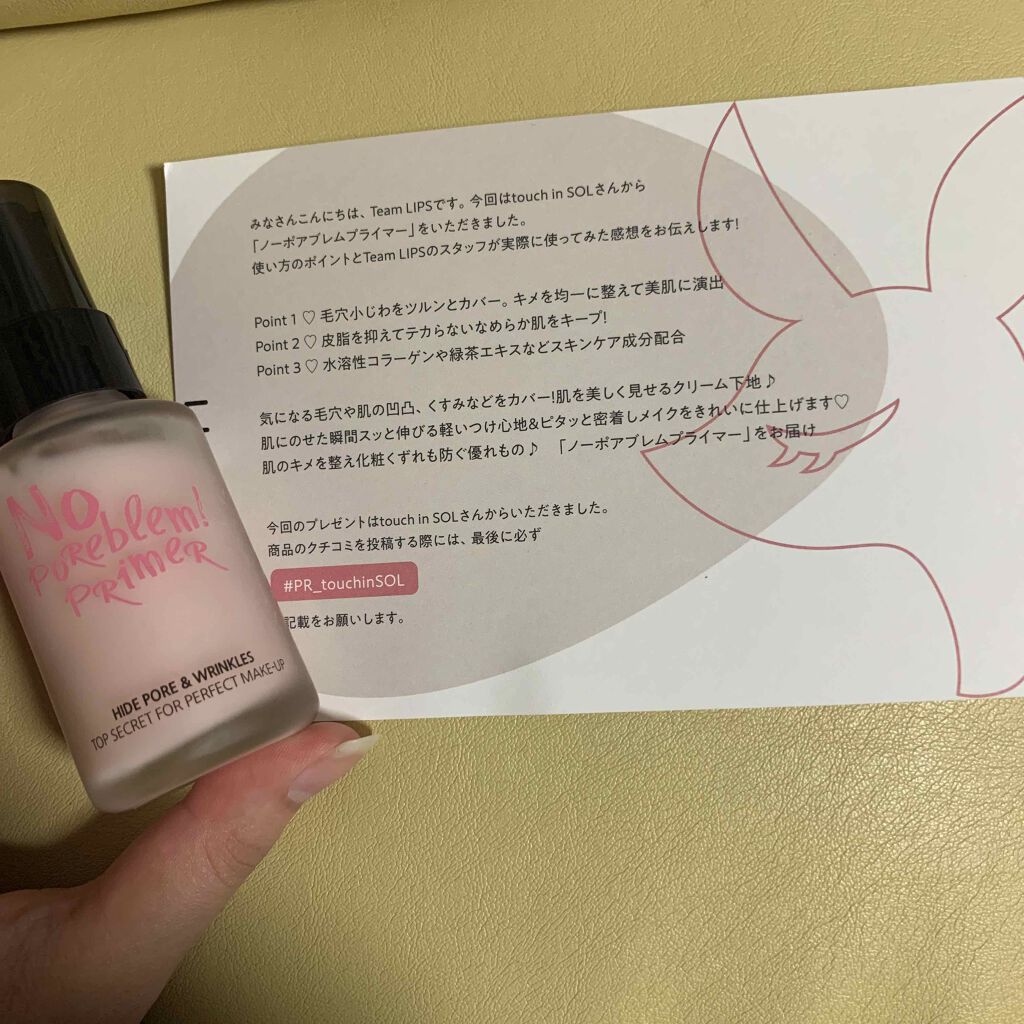 みなさんこんにちは、Team LIPSです。今回はtouch in SOLさんから
「ノーポアブレムプライマー」をいただきました。
使い方のポイントとTeam LIPSのスタッフが実際に使ってみた感想をお伝えします!
Point 1 ♡ 毛穴小じわをツルンとカバー。キメを均一に整えて美肌に演出
Point 2 ♡ 皮脂を抑えてテカらないなめらか肌をキープ!
Point 3 ♡ 水溶性コラーゲンや緑茶エキスなどスキンケア成分配合
気になる毛穴や肌の凹凸、くすみなどをカバー!肌を美しく見せるクリーム下地♪
肌にのせた瞬間スッと伸びる軽いつけ心地&ピタッと密着しメイクをきれいに仕上げます♡
肌のキメを整え化粧くずれも防ぐ優れもの♪ 「ノーポアブレムプライマー」をお届け
今回のプレゼントはtouch in SOLさんからいただきました。
商品のクチコミを投稿する際には、最後に必ず
#PR_touchinSOL
記載をお願いします。
No
POReblem!
PRimeR
HIDE PORE & WRINKLES
TOP SECRET FOR PERFECT MAKE-UP